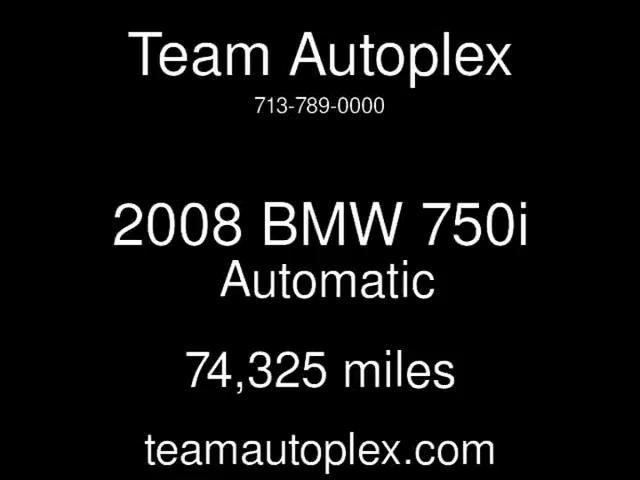 Team Autoplex
713-789-0000
2008 BMW 750i
Automatic
74,325 miles
teamautoplex.com